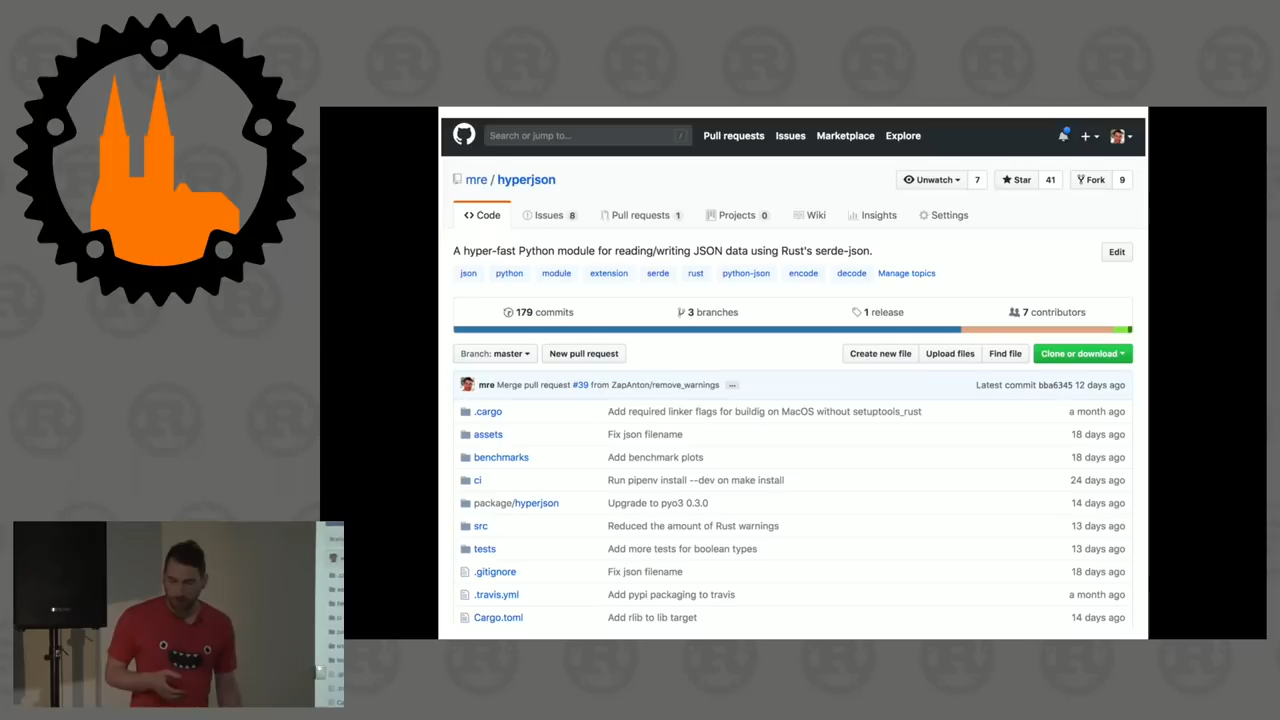 Search or jump to... /
Pull requests Issues Marketplace Explore
mre / hyperjson
Unwatch 7 Star 41 Fork 9
Code Issues 8 Pull requests 1 Projects 0 Wiki Insights Settings
A hyper-fast Python module for reading/writing JSON data using Rust's serde-json.
Edit
json python module extension serde rust python-json encode decode Manage topics
179 commits 3 branches 1 release 7 contributors
Branch: master New pull request Create new file Upload files Find file Clone or download
mre Merge pull request #39 from ZapAnton/remove_warnings ... Latest commit bba6345 12 days ago
.cargo Add required linker flags for buildig on MacOS without setuptools_rust a month ago
assets Fix json filename 18 days ago
benchmarks Add benchmark plots 18 days ago
ci Run pipenv install --dev on make install 24 days ago
package/hyperjson Upgrade to pyo3 0.3.0 14 days ago
src Reduced the amount of Rust warnings 13 days ago
tests Add more tests for boolean types 13 days ago
.gitignore Fix json filename 18 days ago
.travis.yml Add pypi packaging to travis a month ago
Cargo.toml Add rlib to lib target 14 days ago